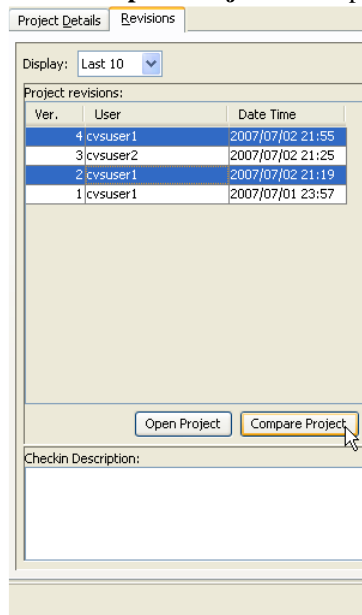 Project Details Revisions
Display: Last 10
Project revisions:
Ver. User Date Time
4 cvsuser1 2007/07/02 21:55
3 cvsuser2 2007/07/02 21:25
2 cvsuser1 2007/07/02 21:19
1 cvsuser1 2007/07/01 23:57
Open Project Compare Project
Checkin Description: